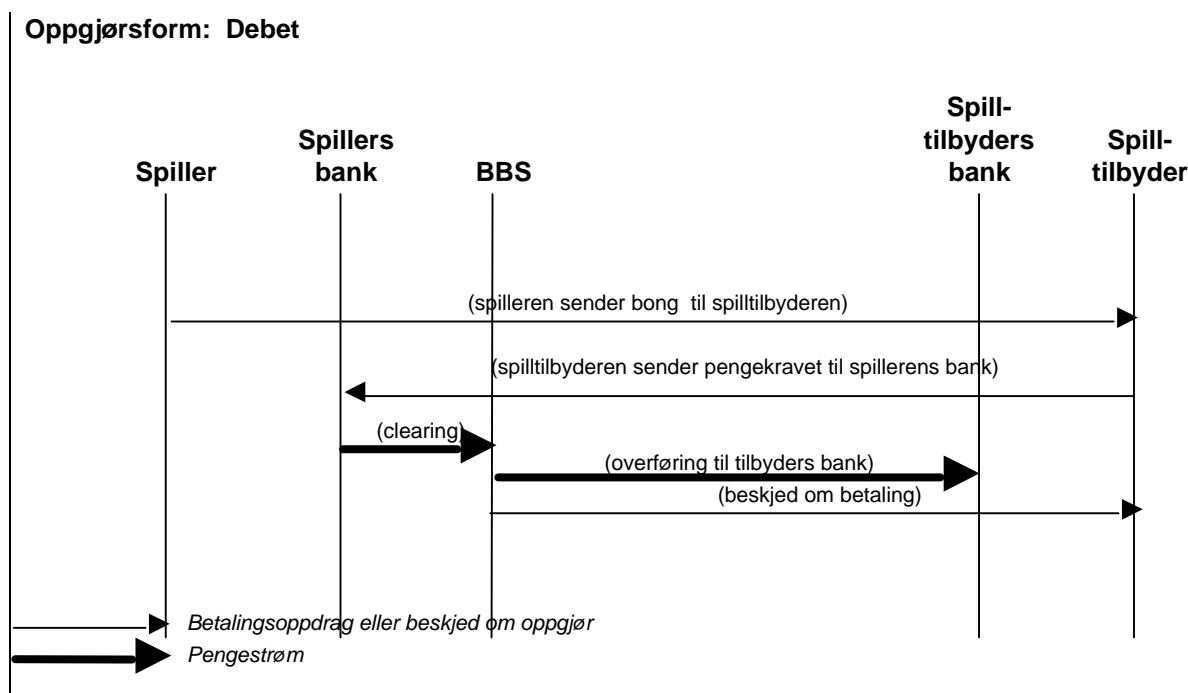 Oppgjørsform: Debet
Spiller
Spillers
bank
BBS
Spill-
tilbyders
bank
Spill-
tilbyder
(spilleren sender bong til spilltilbyderen)
(spilltilbyderen sender pengekravet til spillerens bank)
(clearing)
(overføring til tilbyders bank)
(beskjed om betaling)
Betalingsoppdrag eller beskjed om oppgjør
Pengestrøm